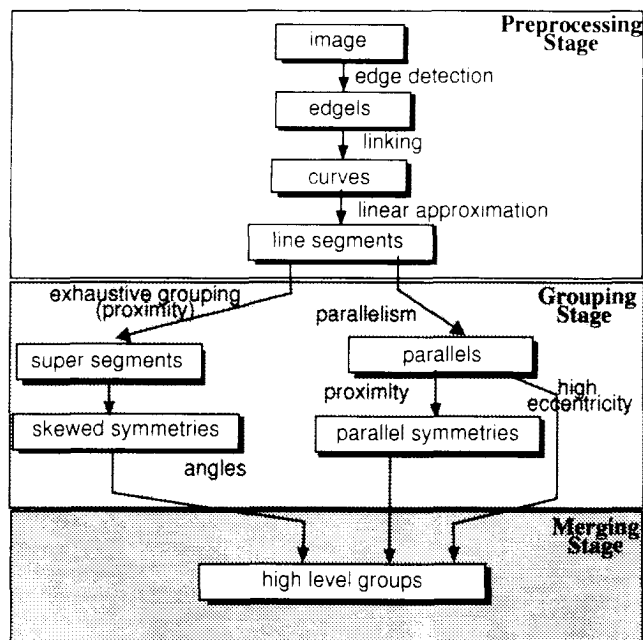 Preprocessing
Stage
image
edge detection
edgels
linking
curves
linear approximation
line segments
Grouping
Stage
exhaustive grouping
(proximity)
parallelism
super segments
parallels
high
eccentricity
proximity
skewed symmetries
parallel symmetries
angles
Merging
Stage
high level groups